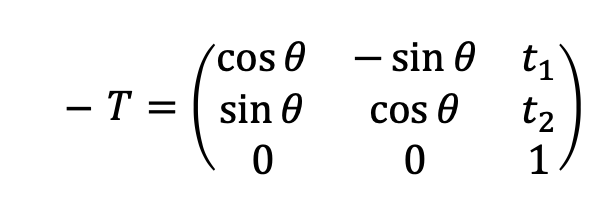 − T = ( cos θ − sin θ t₁
sin θ cos θ t₂
0 0 1 )